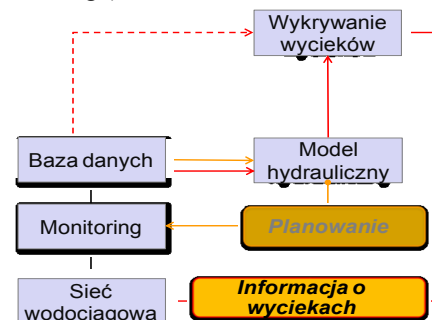 Wykrywanie
wycieków
Baza danych
Model
hydrauliczny
Monitoring
Planowanie
Sieć
wodociągowa
Informacja o
wyciekach